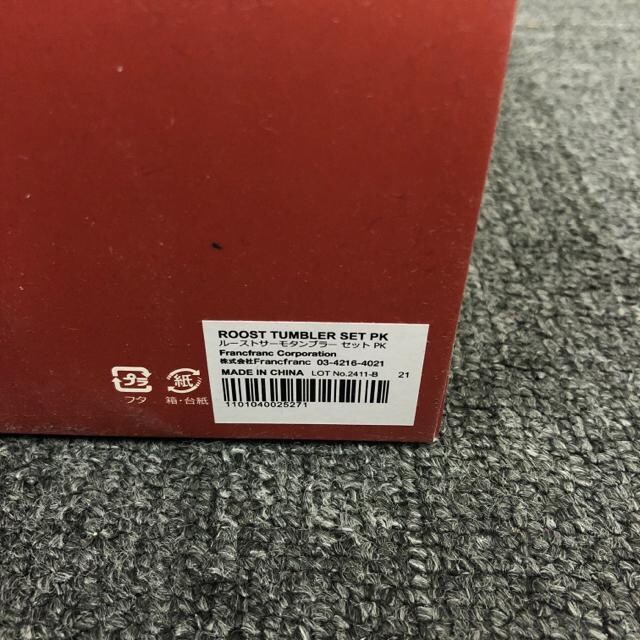 ROOST TUMBLER SET PK
ルーストサーモタンブラー セット PK
Francfranc Corporation
株式会社Francfranc 03-4216-4021
MADE IN CHINA LOT No.2411-B 21
1101040025271
プラ 紙
フタ 箱・台紙